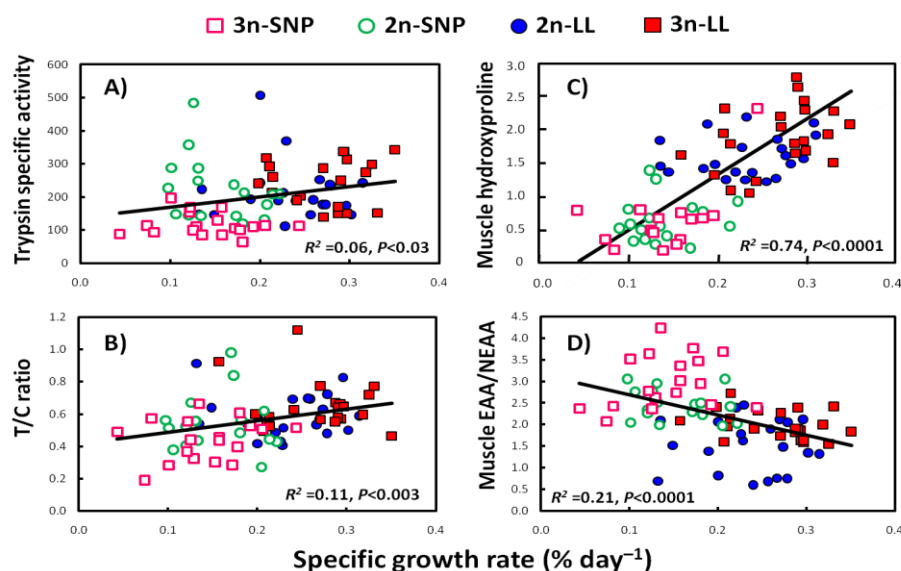 3n-SNP 2n-SNP 2n-LL 3n-LL
A)
Trypsin specific activity
600
500
400
300
200
100
0
0 0.1 0.2 0.3 0.4
R² =0.06, P<0.03
C)
Muscle hydroxyproline
3.0
2.5
2.0
1.5
1.0
0.5
0
0 0.1 0.2 0.3 0.4
R² =0.74, P<0.0001
B)
T/C ratio
1.2
1.0
0.8
0.6
0.4
0.2
0.0
0 0.1 0.2 0.3 0.4
R² =0.11, P<0.003
D)
Muscle EAA/NEAA
4.5
4.0
3.5
3.0
2.5
2.0
1.5
1.0
0.5
0.0
0 0.1 0.2 0.3 0.4
R² =0.21, P<0.0001
Specific growth rate (% day⁻¹)